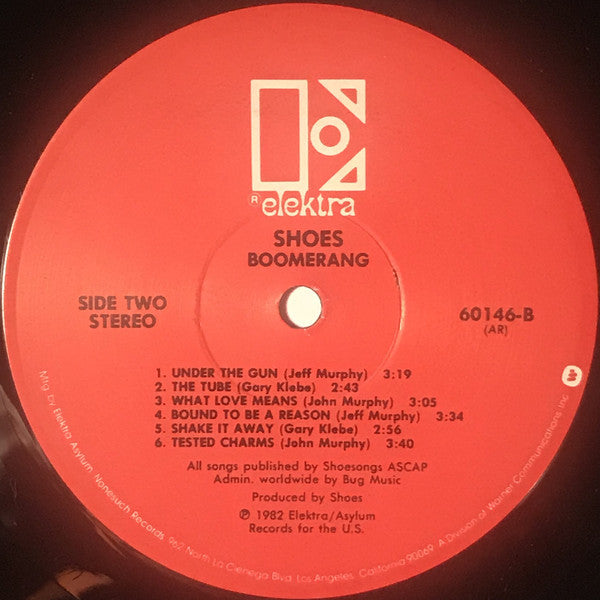 ® elektra
SHOES
BOOMERANG
SIDE TWO
STEREO
60146-B
(AR)
1. UNDER THE GUN (Jeff Murphy) 3:19
2. THE TUBE (Gary Klebe) 2:43
3. WHAT LOVE MEANS (John Murphy) 3:05
4. BOUND TO BE A REASON (Jeff Murphy) 3:34
5. SHAKE IT AWAY (Gary Klebe) 2:56
6. TESTED CHARMS (John Murphy) 3:40
All songs published by Shoesongs ASCAP
Admin. worldwide by Bug Music
Produced by Shoes
℗ 1982 Elektra/Asylum
Records for the U.S.
Mfg by Elektra/Asylum/Nonesuch Records, 962 North La Cienega Blvd. Los Angeles, California 90069. A Division of Warner Communications Inc.